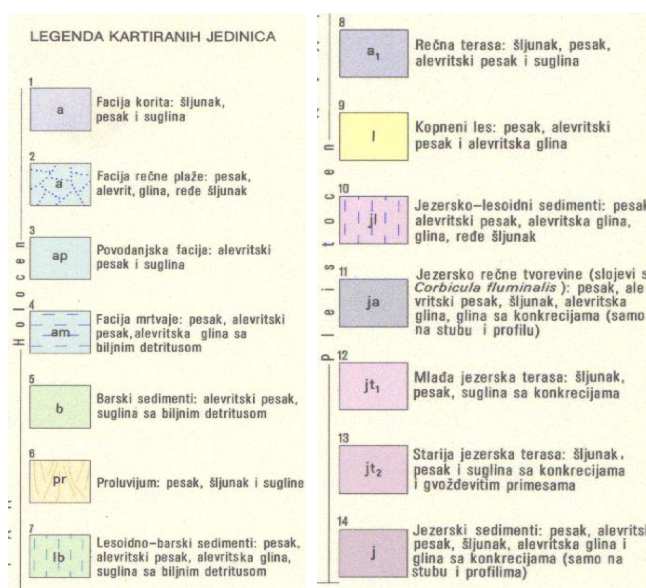 LEGENDA KARTIRANIH JEDINICA
1
a
Facija korita: šljunak,
pesak i suglina
2
a
Facija rečne plaže: pesak,
alevrit, glina, ređe šljunak
3
ap
Povodanjska facija: alevritski
pesak i suglina
4
am
Facija mrtvaje: pesak, alevritski
pesak,alevritska glina sa
biljnim detritusom
5
b
Barski sedimenti: alevritski pesak,
suglina sa biljnim detritusom
6
pr
Proluvijum: pesak, šljunak i sugline
7
lb
Lesoidno-barski sedimenti: pesak,
alevritski pesak, alevritska glina,
suglina sa biljnim detritusom
Holocen
8
a1
Rečna terasa: šljunak, pesak,
alevritski pesak i suglina
9
l
Kopneni les: pesak, alevritski
pesak i alevritska glina
10
jl
Jezersko-lesoidni sedimenti: pesak
alevritski pesak, alevritska glina,
glina, ređe šljunak
11
ja
Jezersko rečne tvorevine (slojevi s
Corbicula fluminalis): pesak, ale
vritski pesak, šljunak, alevritska
glina, glina sa konkrecijama (samo
na stubu i profilu)
12
jt1
Mlađa jezerska terasa: šljunak,
pesak, suglina sa konkrecijama
13
jt2
Starija jezerska terasa: šljunak,
pesak i suglina sa konkrecijama
i gvožđevitim primesama
14
j
Jezerski sedimenti: pesak, alevritsk
pesak, šljunak, alevritska glina i
glina sa konkrecijama (samo na
stubu i profilima)
Pleistocen